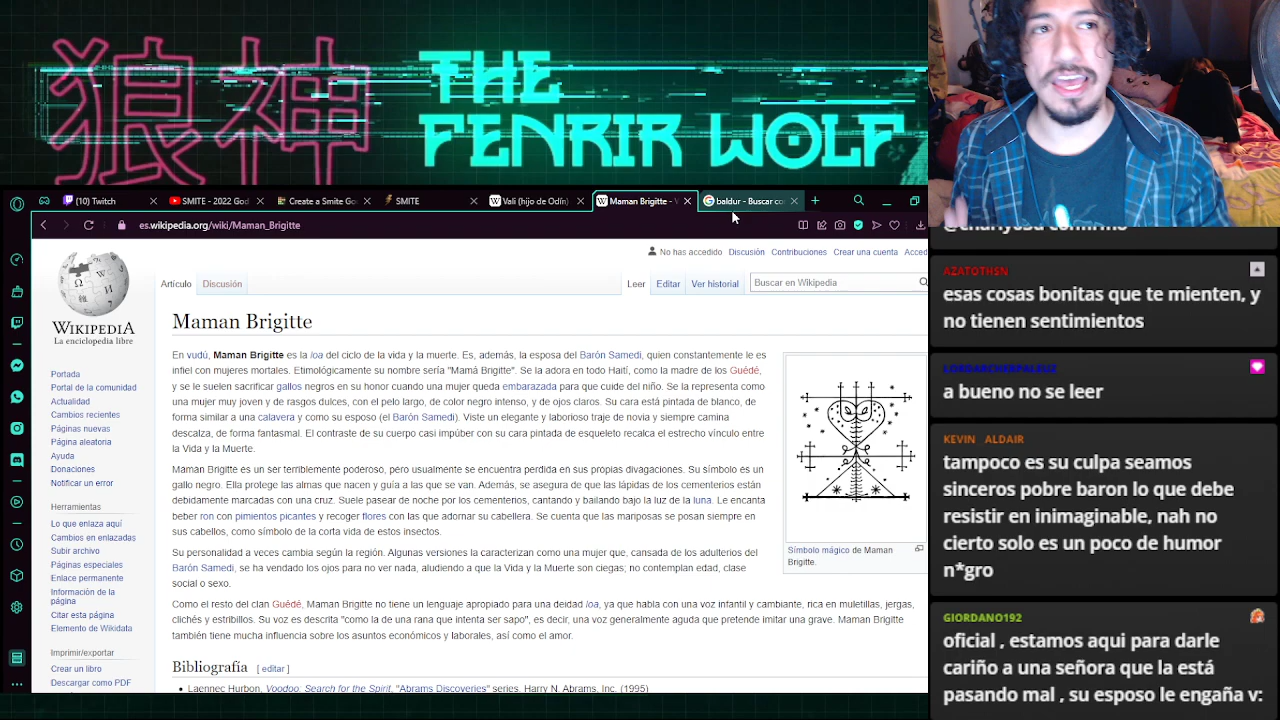 狼神
THE
FENRIR WOLF
(10) Twitch
SMITE - 2022 God
Create a Smite Go
SMITE
Vali (hijo de Odín)
Maman Brigitte - V
baldur - Buscar co
es.wikipedia.org/wiki/Maman_Brigitte
No has accedido Discusión Contribuciones Crear una cuenta Acced
WIKIPEDIA
La enciclopedia libre
Artículo Discusión Leer Editar Ver historial Buscar en Wikipedia
Portada
Portal de la comunidad
Actualidad
Cambios recientes
Páginas nuevas
Página aleatoria
Ayuda
Donaciones
Notificar un error
Herramientas
Lo que enlaza aquí
Cambios en enlazadas
Subir archivo
Páginas especiales
Enlace permanente
Información de la
página
Citar esta página
Elemento de Wikidata
Imprimir/exportar
Crear un libro
Descargar como PDF
Maman Brigitte
En vudú, Maman Brigitte es la loa del ciclo de la vida y la muerte. Es, además, la esposa del Barón Samedi, quien constantemente le es
infiel con mujeres mortales. Etimológicamente su nombre sería "Mamá Brigitte". Se la adora en todo Haití, como la madre de los Guédé,
y se le suelen sacrificar gallos negros en su honor cuando una mujer queda embarazada para que cuide del niño. Se la representa como
una mujer muy joven y de rasgos dulces, con el pelo largo, de color negro intenso, y de ojos claros. Su cara está pintada de blanco, de
forma similar a una calavera y como su esposo (el Barón Samedi). Viste un elegante y laborioso traje de novia y siempre camina
descalza, de forma fantasmal. El contraste de su cuerpo casi impúber con su cara pintada de esqueleto recalca el estrecho vínculo entre
la Vida y la Muerte.
Maman Brigitte es un ser terriblemente poderoso, pero usualmente se encuentra perdida en sus propias divagaciones. Su símbolo es un
gallo negro. Ella protege las almas que nacen y guía a las que se van. Además, se asegura de que las lápidas de los cementerios están
debidamente marcadas con una cruz. Suele pasear de noche por los cementerios, cantando y bailando bajo la luz de la luna. Le encanta
beber ron con pimientos picantes y recoger flores con las que adornar su cabellera. Se cuenta que las mariposas se posan siempre en
sus cabellos, como símbolo de la corta vida de estos insectos.
Su personalidad a veces cambia según la región. Algunas versiones la caracterizan como una mujer que, cansada de los adulterios del
Barón Samedi, se ha vendado los ojos para no ver nada, aludiendo a que la Vida y la Muerte son ciegas; no contemplan edad, clase
social o sexo.
Como el resto del clan Guédé, Maman Brigitte no tiene un lenguaje apropiado para una deidad loa, ya que habla con una voz infantil y cambiante, rica en muletillas, jergas,
clichés y estribillos. Su voz es descrita "como la de una rana que intenta ser sapo", es decir, una voz generalmente aguda que pretende imitar una grave. Maman Brigitte
también tiene mucha influencia sobre los asuntos económicos y laborales, así como el amor.
Bibliografía [ editar ]
Laennec Hurbon, Voodoo: Search for the Spirit. "Abrams Discoveries" series. Harry N. Abrams, Inc. (1995)
Símbolo mágico de Maman
Brigitte.
AZATOTHSN
esas cosas bonitas que te mienten, y
no tienen sentimientos
a bueno no se leer
KEVIN_ALDAIR
tampoco es su culpa seamos
sinceros pobre baron lo que debe
resistir en inimaginable, nah no
cierto solo es un poco de humor
n*gro
GIORDANO192
oficial , estamos aqui para darle
cariño a una señora que la está
pasando mal , su esposo le engaña v: